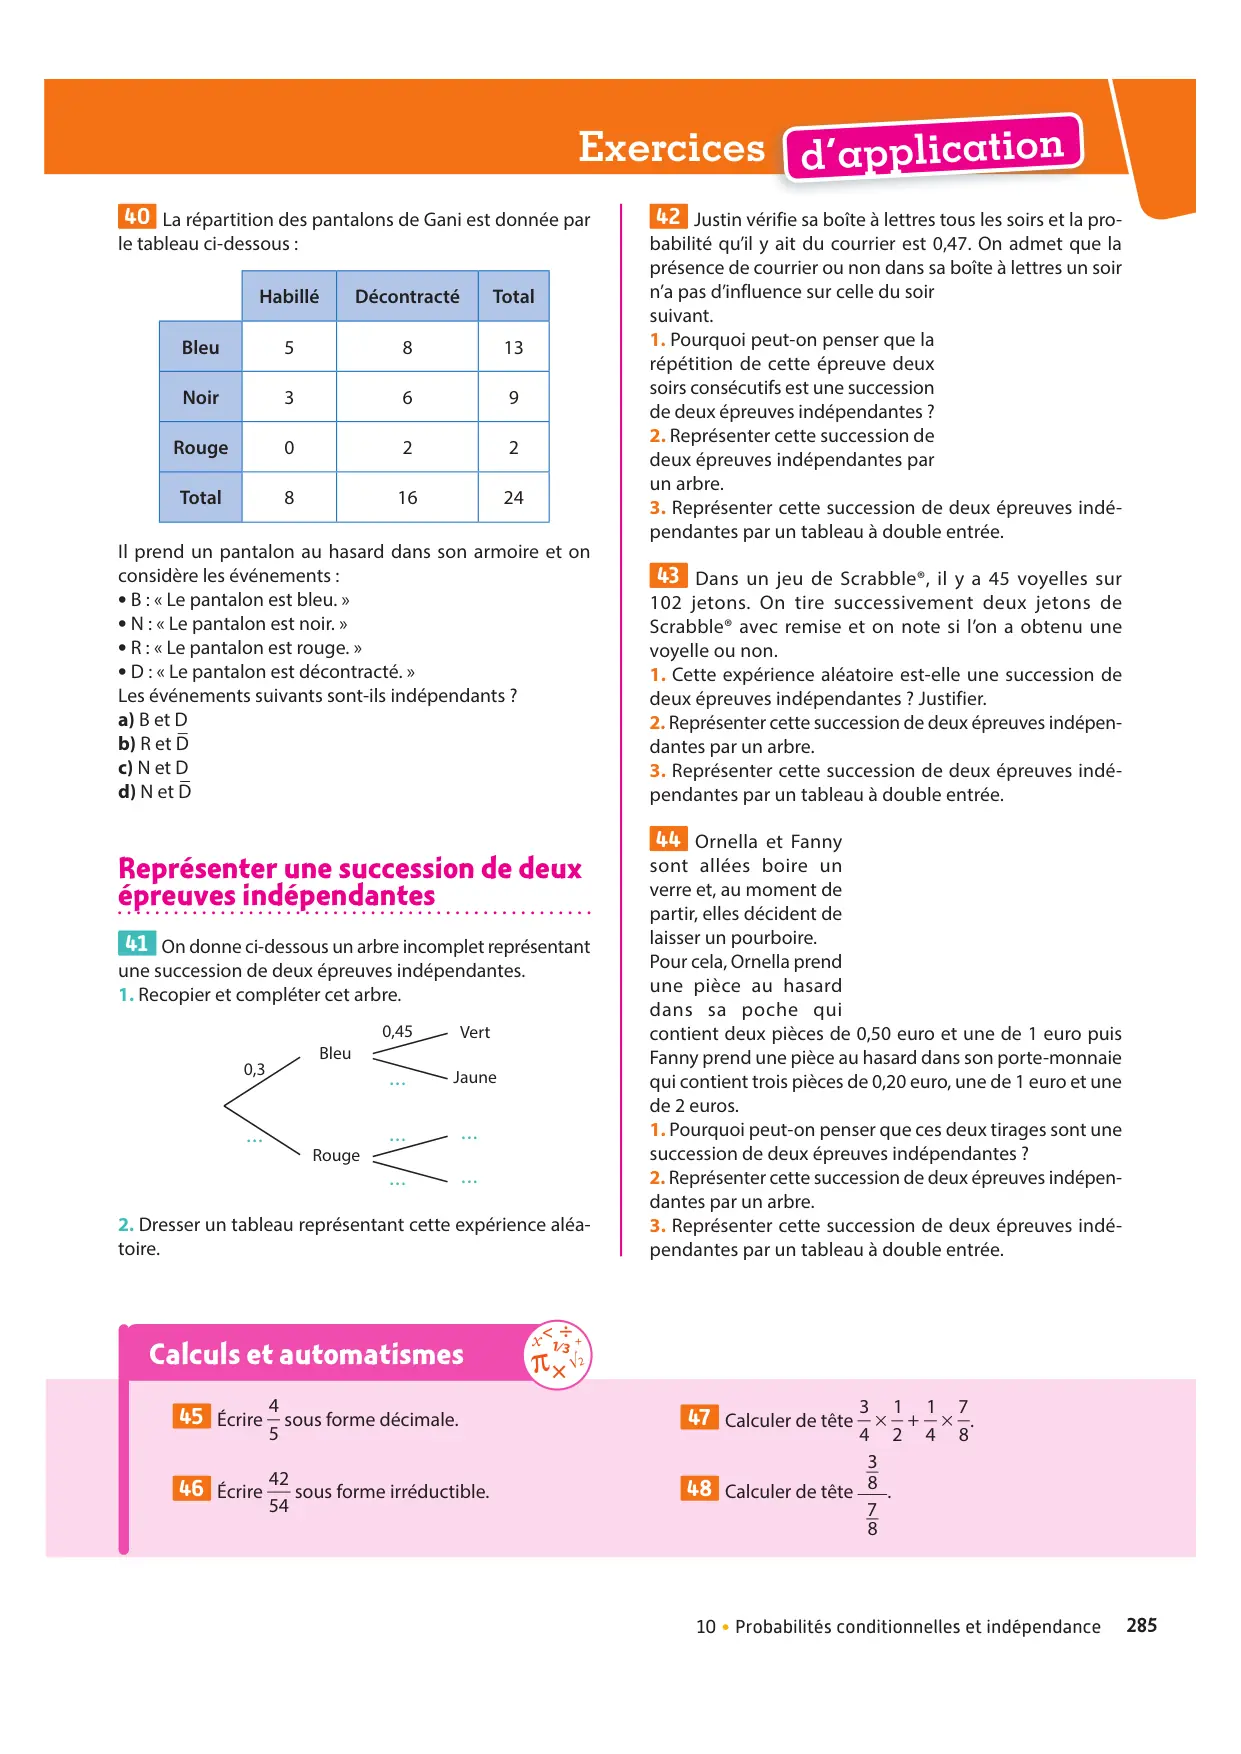 Exercices d'application
40 La répartition des pantalons de Gani est donnée par
le tableau ci-dessous :
Habillé Décontracté Total
Bleu 5 8 13
Noir 3 6 9
Rouge 0 2 2
Total 8 16 24
Il prend un pantalon au hasard dans son armoire et on
considère les événements :
• B : « Le pantalon est bleu. »
• N : « Le pantalon est noir. »
• R : « Le pantalon est rouge. »
• D : « Le pantalon est décontracté. »
Les événements suivants sont-ils indépendants ?
a) B et D
b) R et D̅
c) N et D
d) N et D̅
Représenter une succession de deux
épreuves indépendantes
41 On donne ci-dessous un arbre incomplet représentant
une succession de deux épreuves indépendantes.
1. Recopier et compléter cet arbre.
0,45 Vert
Bleu
0,3
... Jaune
... ... ...
Rouge
... ...
2. Dresser un tableau représentant cette expérience aléa-
toire.
42 Justin vérifie sa boîte à lettres tous les soirs et la pro-
babilité qu'il y ait du courrier est 0,47. On admet que la
présence de courrier ou non dans sa boîte à lettres un soir
n'a pas d'influence sur celle du soir
suivant.
1. Pourquoi peut-on penser que la
répétition de cette épreuve deux
soirs consécutifs est une succession
de deux épreuves indépendantes ?
2. Représenter cette succession de
deux épreuves indépendantes par
un arbre.
3. Représenter cette succession de deux épreuves indé-
pendantes par un tableau à double entrée.
43 Dans un jeu de Scrabble®, il y a 45 voyelles sur
102 jetons. On tire successivement deux jetons de
Scrabble® avec remise et on note si l'on a obtenu une
voyelle ou non.
1. Cette expérience aléatoire est-elle une succession de
deux épreuves indépendantes ? Justifier.
2. Représenter cette succession de deux épreuves indépen-
dantes par un arbre.
3. Représenter cette succession de deux épreuves indé-
pendantes par un tableau à double entrée.
44 Ornella et Fanny
sont allées boire un
verre et, au moment de
partir, elles décident de
laisser un pourboire.
Pour cela, Ornella prend
une pièce au hasard
dans sa poche qui
contient deux pièces de 0,50 euro et une de 1 euro puis
Fanny prend une pièce au hasard dans son porte-monnaie
qui contient trois pièces de 0,20 euro, une de 1 euro et une
de 2 euros.
1. Pourquoi peut-on penser que ces deux tirages sont une
succession de deux épreuves indépendantes ?
2. Représenter cette succession de deux épreuves indépen-
dantes par un arbre.
3. Représenter cette succession de deux épreuves indé-
pendantes par un tableau à double entrée.
Calculs et automatismes
x < ÷ 1/3 + π × √2
45 Écrire 4/5 sous forme décimale.
46 Écrire 42/54 sous forme irréductible.
47 Calculer de tête 3/4 × 1/2 + 1/4 × 7/8.
48 Calculer de tête (3/8)/(7/8).
10 • Probabilités conditionnelles et indépendance 285